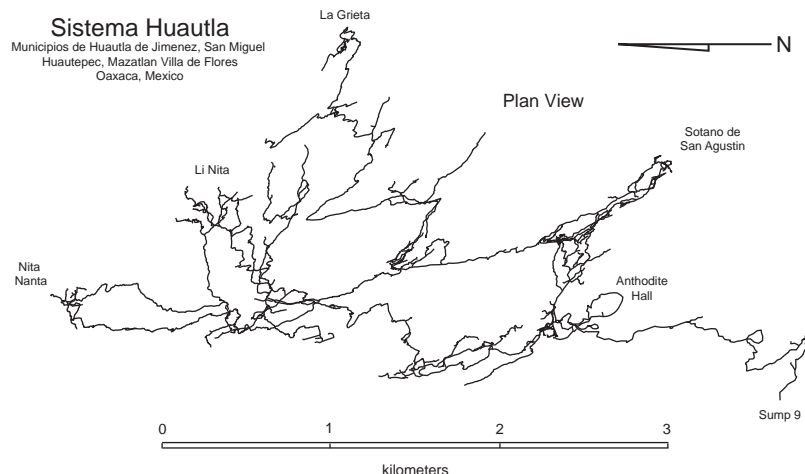 Sistema Huautla
Municipios de Huautla de Jimenez, San Miguel
Huautepec, Mazatlan Villa de Flores
Oaxaca, Mexico
La Grieta
N
Plan View
Sotano de
San Agustin
Li Nita
Nita
Nanta
Anthodite
Hall
Sump 9
0 1 2 3
kilometers